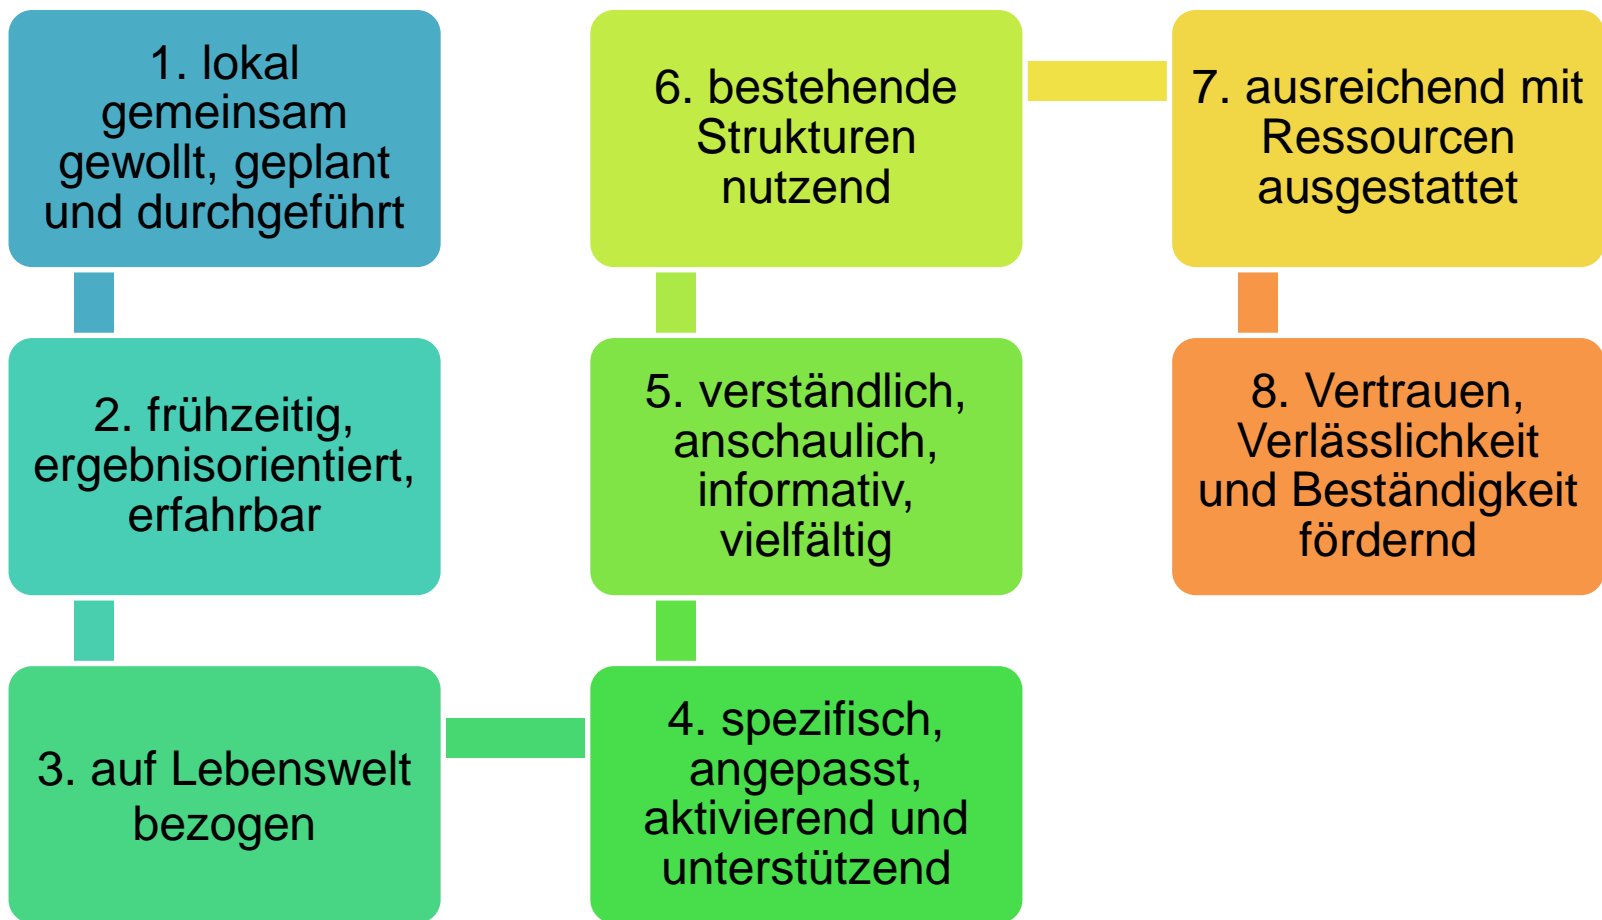 1. lokal
gemeinsam
gewollt, geplant
und durchgeführt
2. frühzeitig,
ergebnisorientiert,
erfahrbar
3. auf Lebenswelt
bezogen
4. spezifisch,
angepasst,
aktivierend und
unterstützend
5. verständlich,
anschaulich,
informativ,
vielfältig
6. bestehende
Strukturen
nutzend
7. ausreichend mit
Ressourcen
ausgestattet
8. Vertrauen,
Verlässlichkeit
und Beständigkeit
fördernd